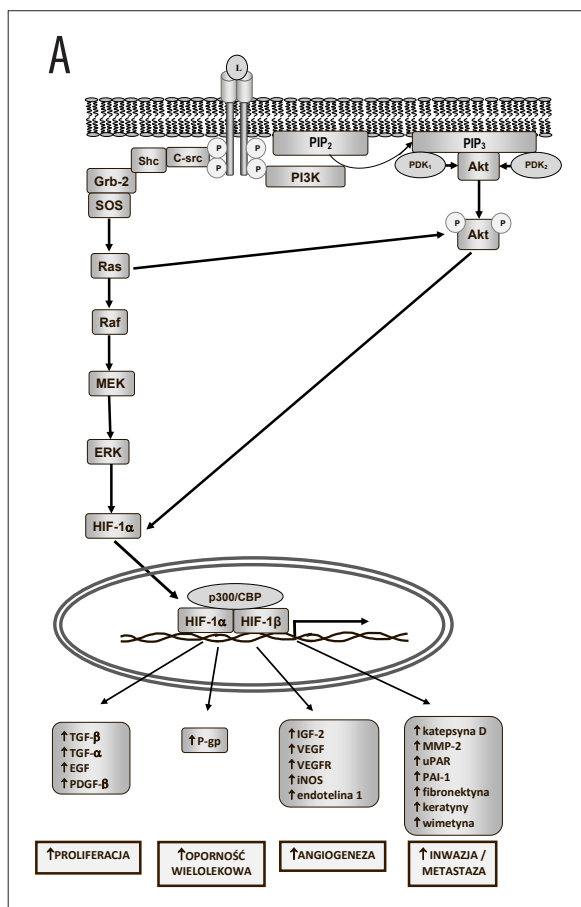 A
L
PIP₂
PIP₃
P
P
Shc
C-src
PDK₁
Akt
PDK₂
Grb-2
P
P
PI3K
SOS
P
Akt
P
Ras
Raf
MEK
ERK
HIF-1α
p300/CBP
HIF-1α
HIF-1β
↑TGF-β
↑TGF-α
↑EGF
↑PDGF-β
↑P-gp
↑IGF-2
↑VEGF
↑VEGFR
↑iNOS
↑endotelina 1
↑katepsyna D
↑MMP-2
↑uPAR
↑PAI-1
↑fibronektyna
↑keratyny
↑wimetyna
↑PROLIFERACJA
↑OPORNOŚĆ
WIELOLEKOWA
↑ANGIOGENEZA
↑INWAZJA /
METASTAZA